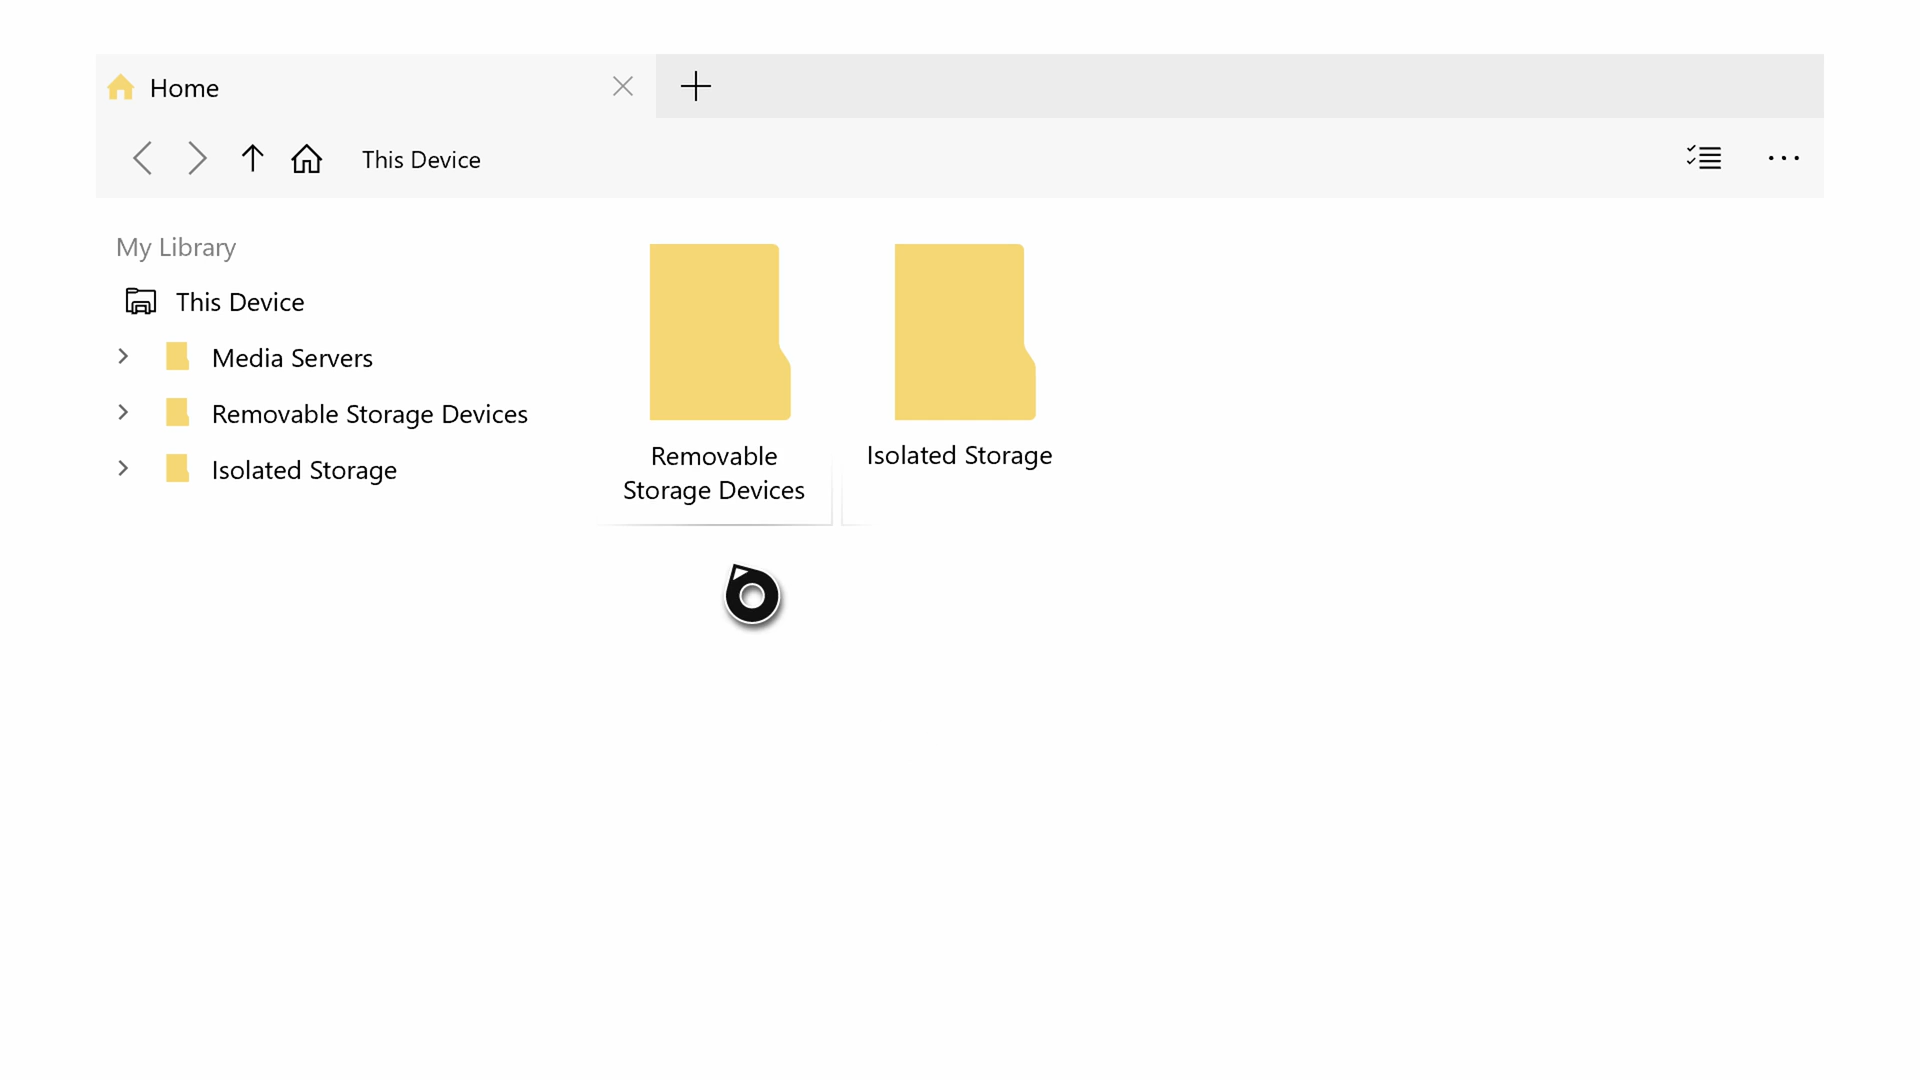 Home
This Device
My Library
This Device
Media Servers
Removable Storage Devices
Isolated Storage
Removable
Storage Devices
Isolated Storage